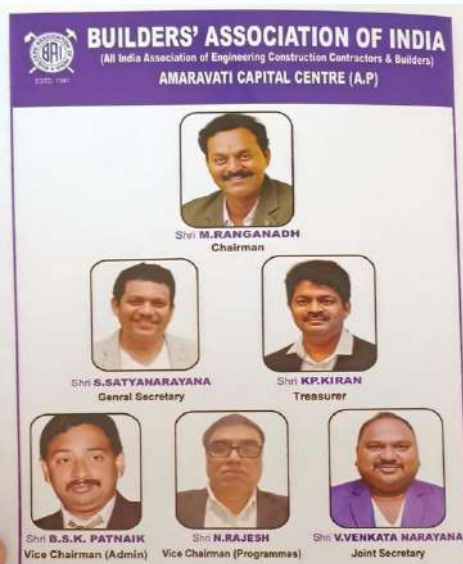 BUILDERS' ASSOCIATION OF INDIA
(All India Association of Engineering Construction Contractors & Builders)
AMARAVATI CAPITAL CENTRE (A.P)
BAI
ESTD. 1941
Shri M.RANGANADH
Chairman
Shri S.SATYANARAYANA
Genral Secretary
Shri KP.KIRAN
Treasurer
Shri B.S.K. PATNAIK
Vice Chairman (Admin)
Shri N.RAJESH
Vice Chairman (Programmes)
Shri V.VENKATA NARAYANA
Joint Secretary